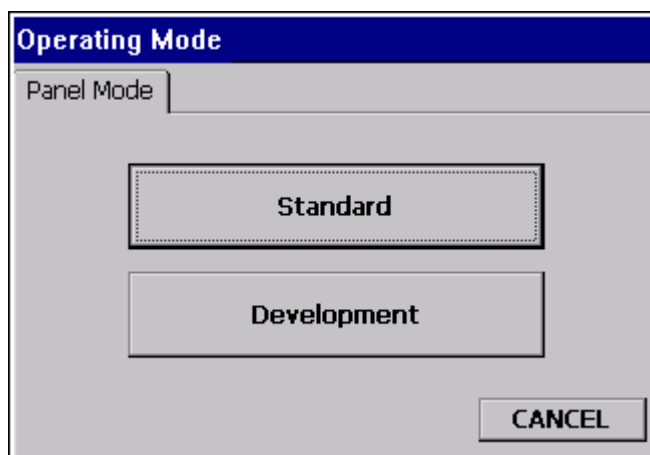 Operating Mode
Panel Mode
Standard
Development
CANCEL